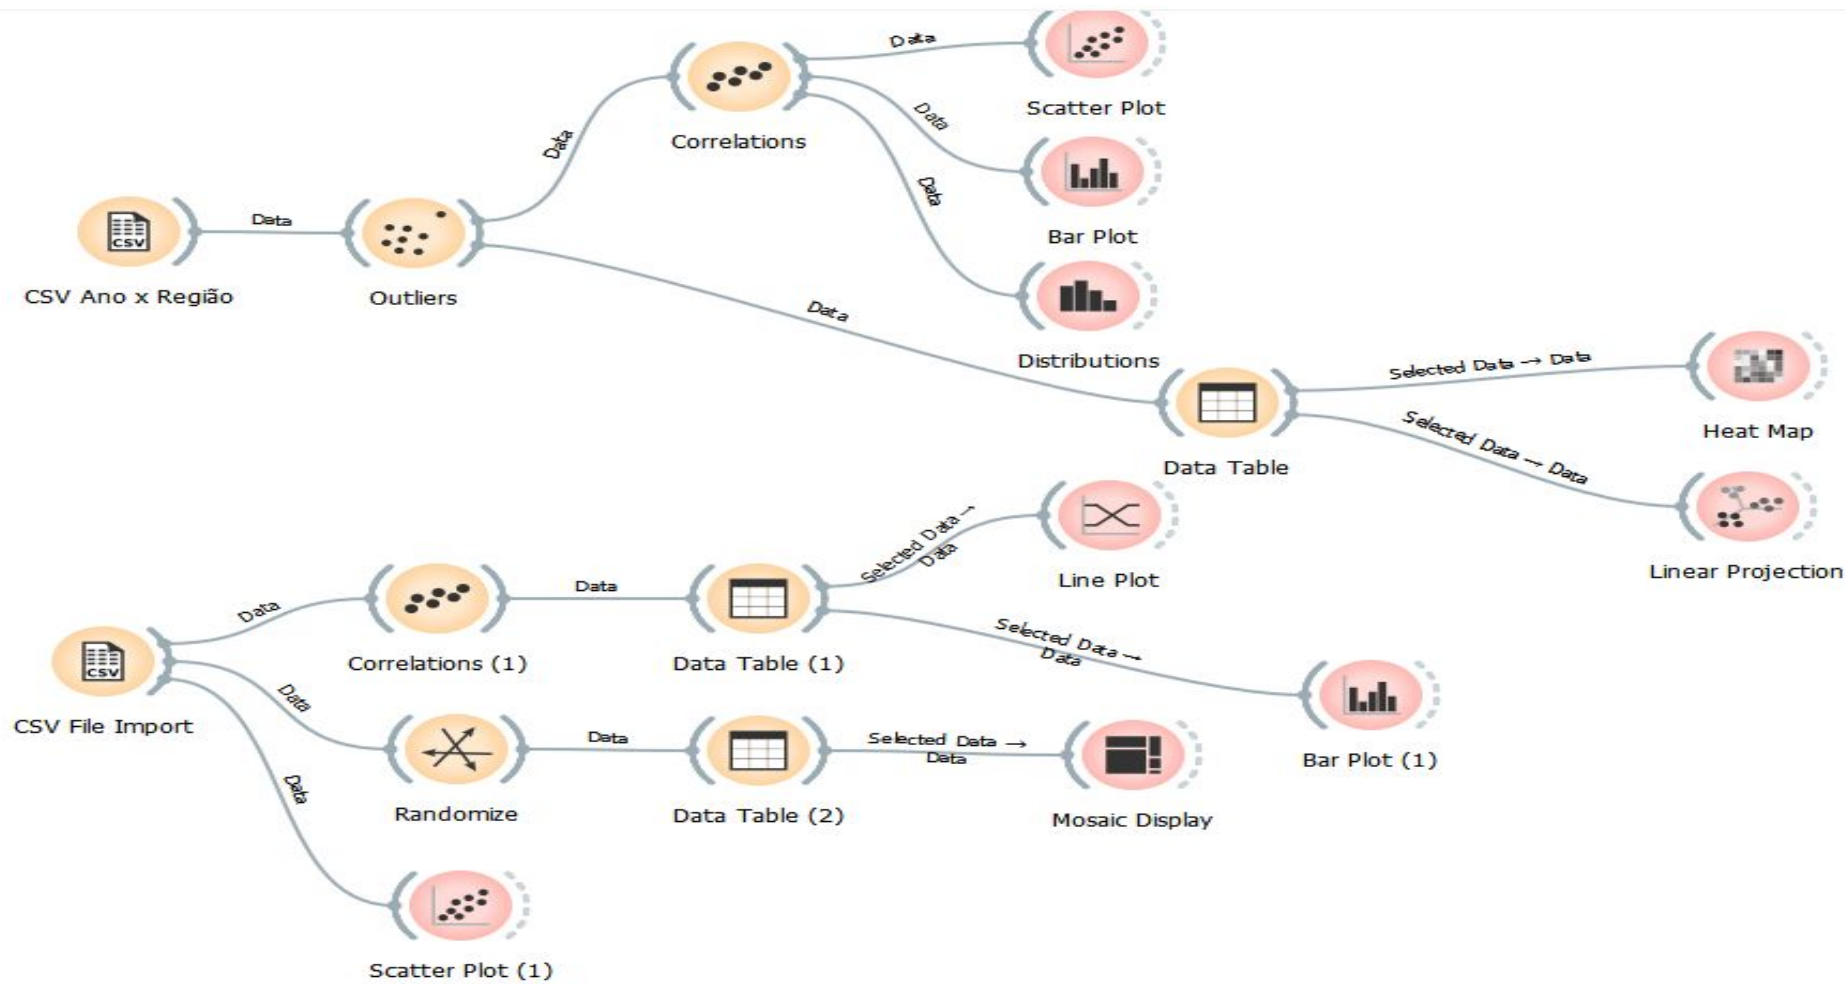 Data
Scatter Plot
Correlations
Data
Data
Bar Plot
Data
CSV
CSV Ano x Região
Data
Outliers
Data
Distributions
Data
Data Table
Selected Data → Data
Heat Map
Selected Data → Data
Linear Projection
CSV
CSV File Import
Data
Correlations (1)
Data
Data Table (1)
Selected Data →
Data
Line Plot
Selected Data →
Data
Bar Plot (1)
Data
Randomize
Data
Data Table (2)
Selected Data →
Data
Mosaic Display
Data
Scatter Plot (1)